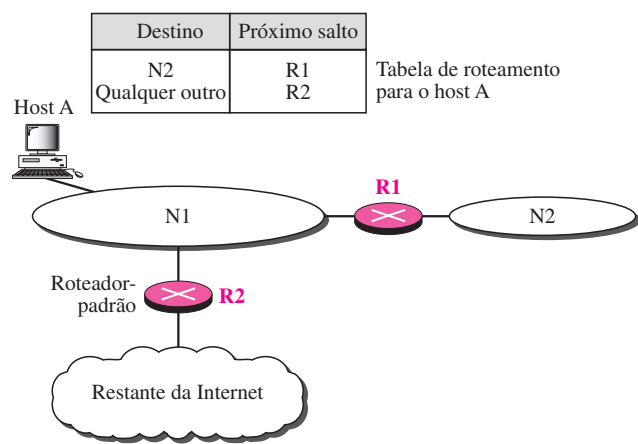 Destino Próximo salto
N2 R1
Qualquer outro R2
Tabela de roteamento
para o host A
Host A
R1
N1
N2
Roteador-
padrão
R2
Restante da Internet